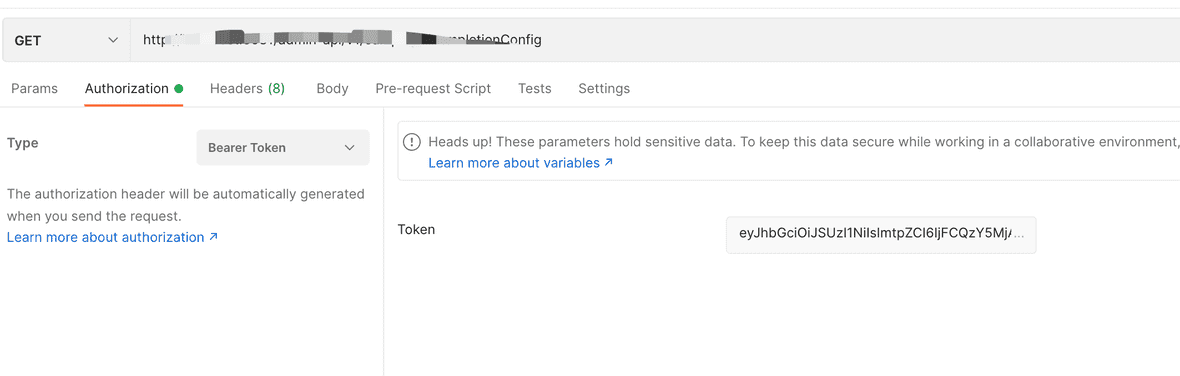 GET
http
pletionConfig
Params Authorization Headers (8) Body Pre-request Script Tests Settings
Type
Bearer Token
Heads up! These parameters hold sensitive data. To keep this data secure while working in a collaborative environment,
Learn more about variables ↗
The authorization header will be automatically generated
when you send the request.
Learn more about authorization ↗
Token
eyJhbGciOiJSUzI1NiIsImtpZCI6IjFCQzY5MjA...